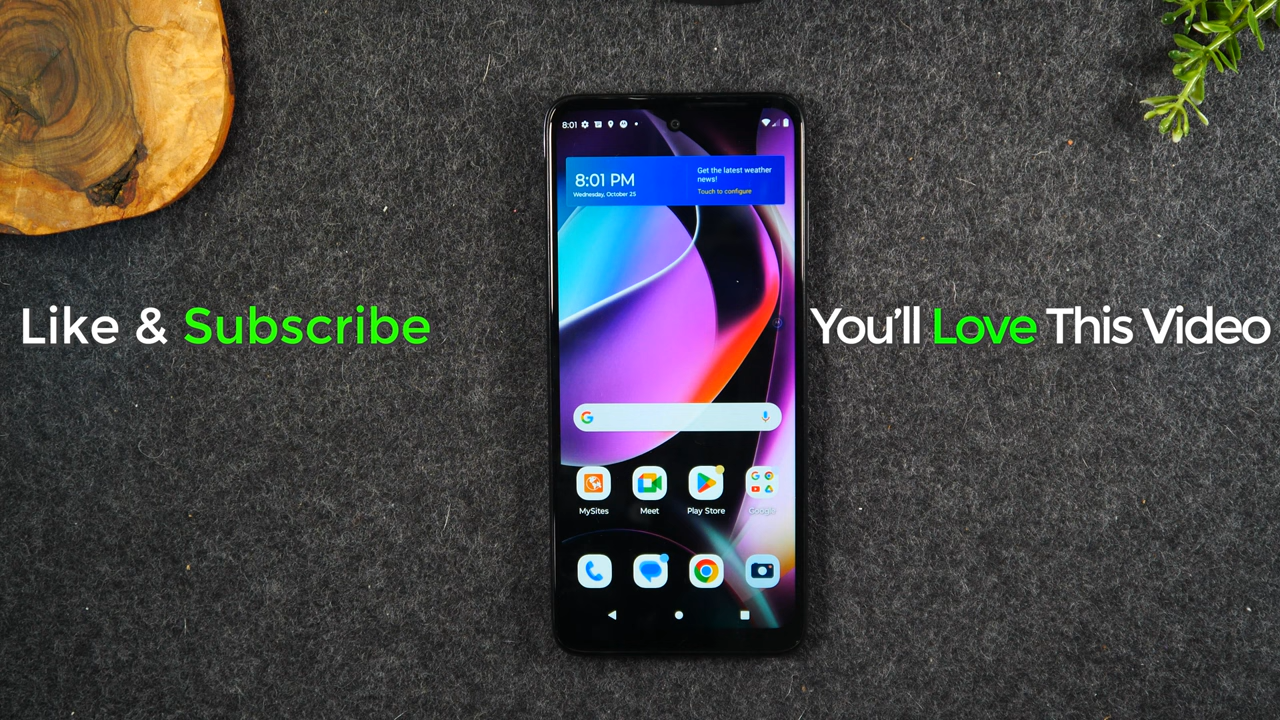 8:01
8:01 PM
Wednesday, October 25
Get the latest weather
news!
Touch to configure
Like & Subscribe
You'll Love This Video
MySites
Meet
Play Store
Google